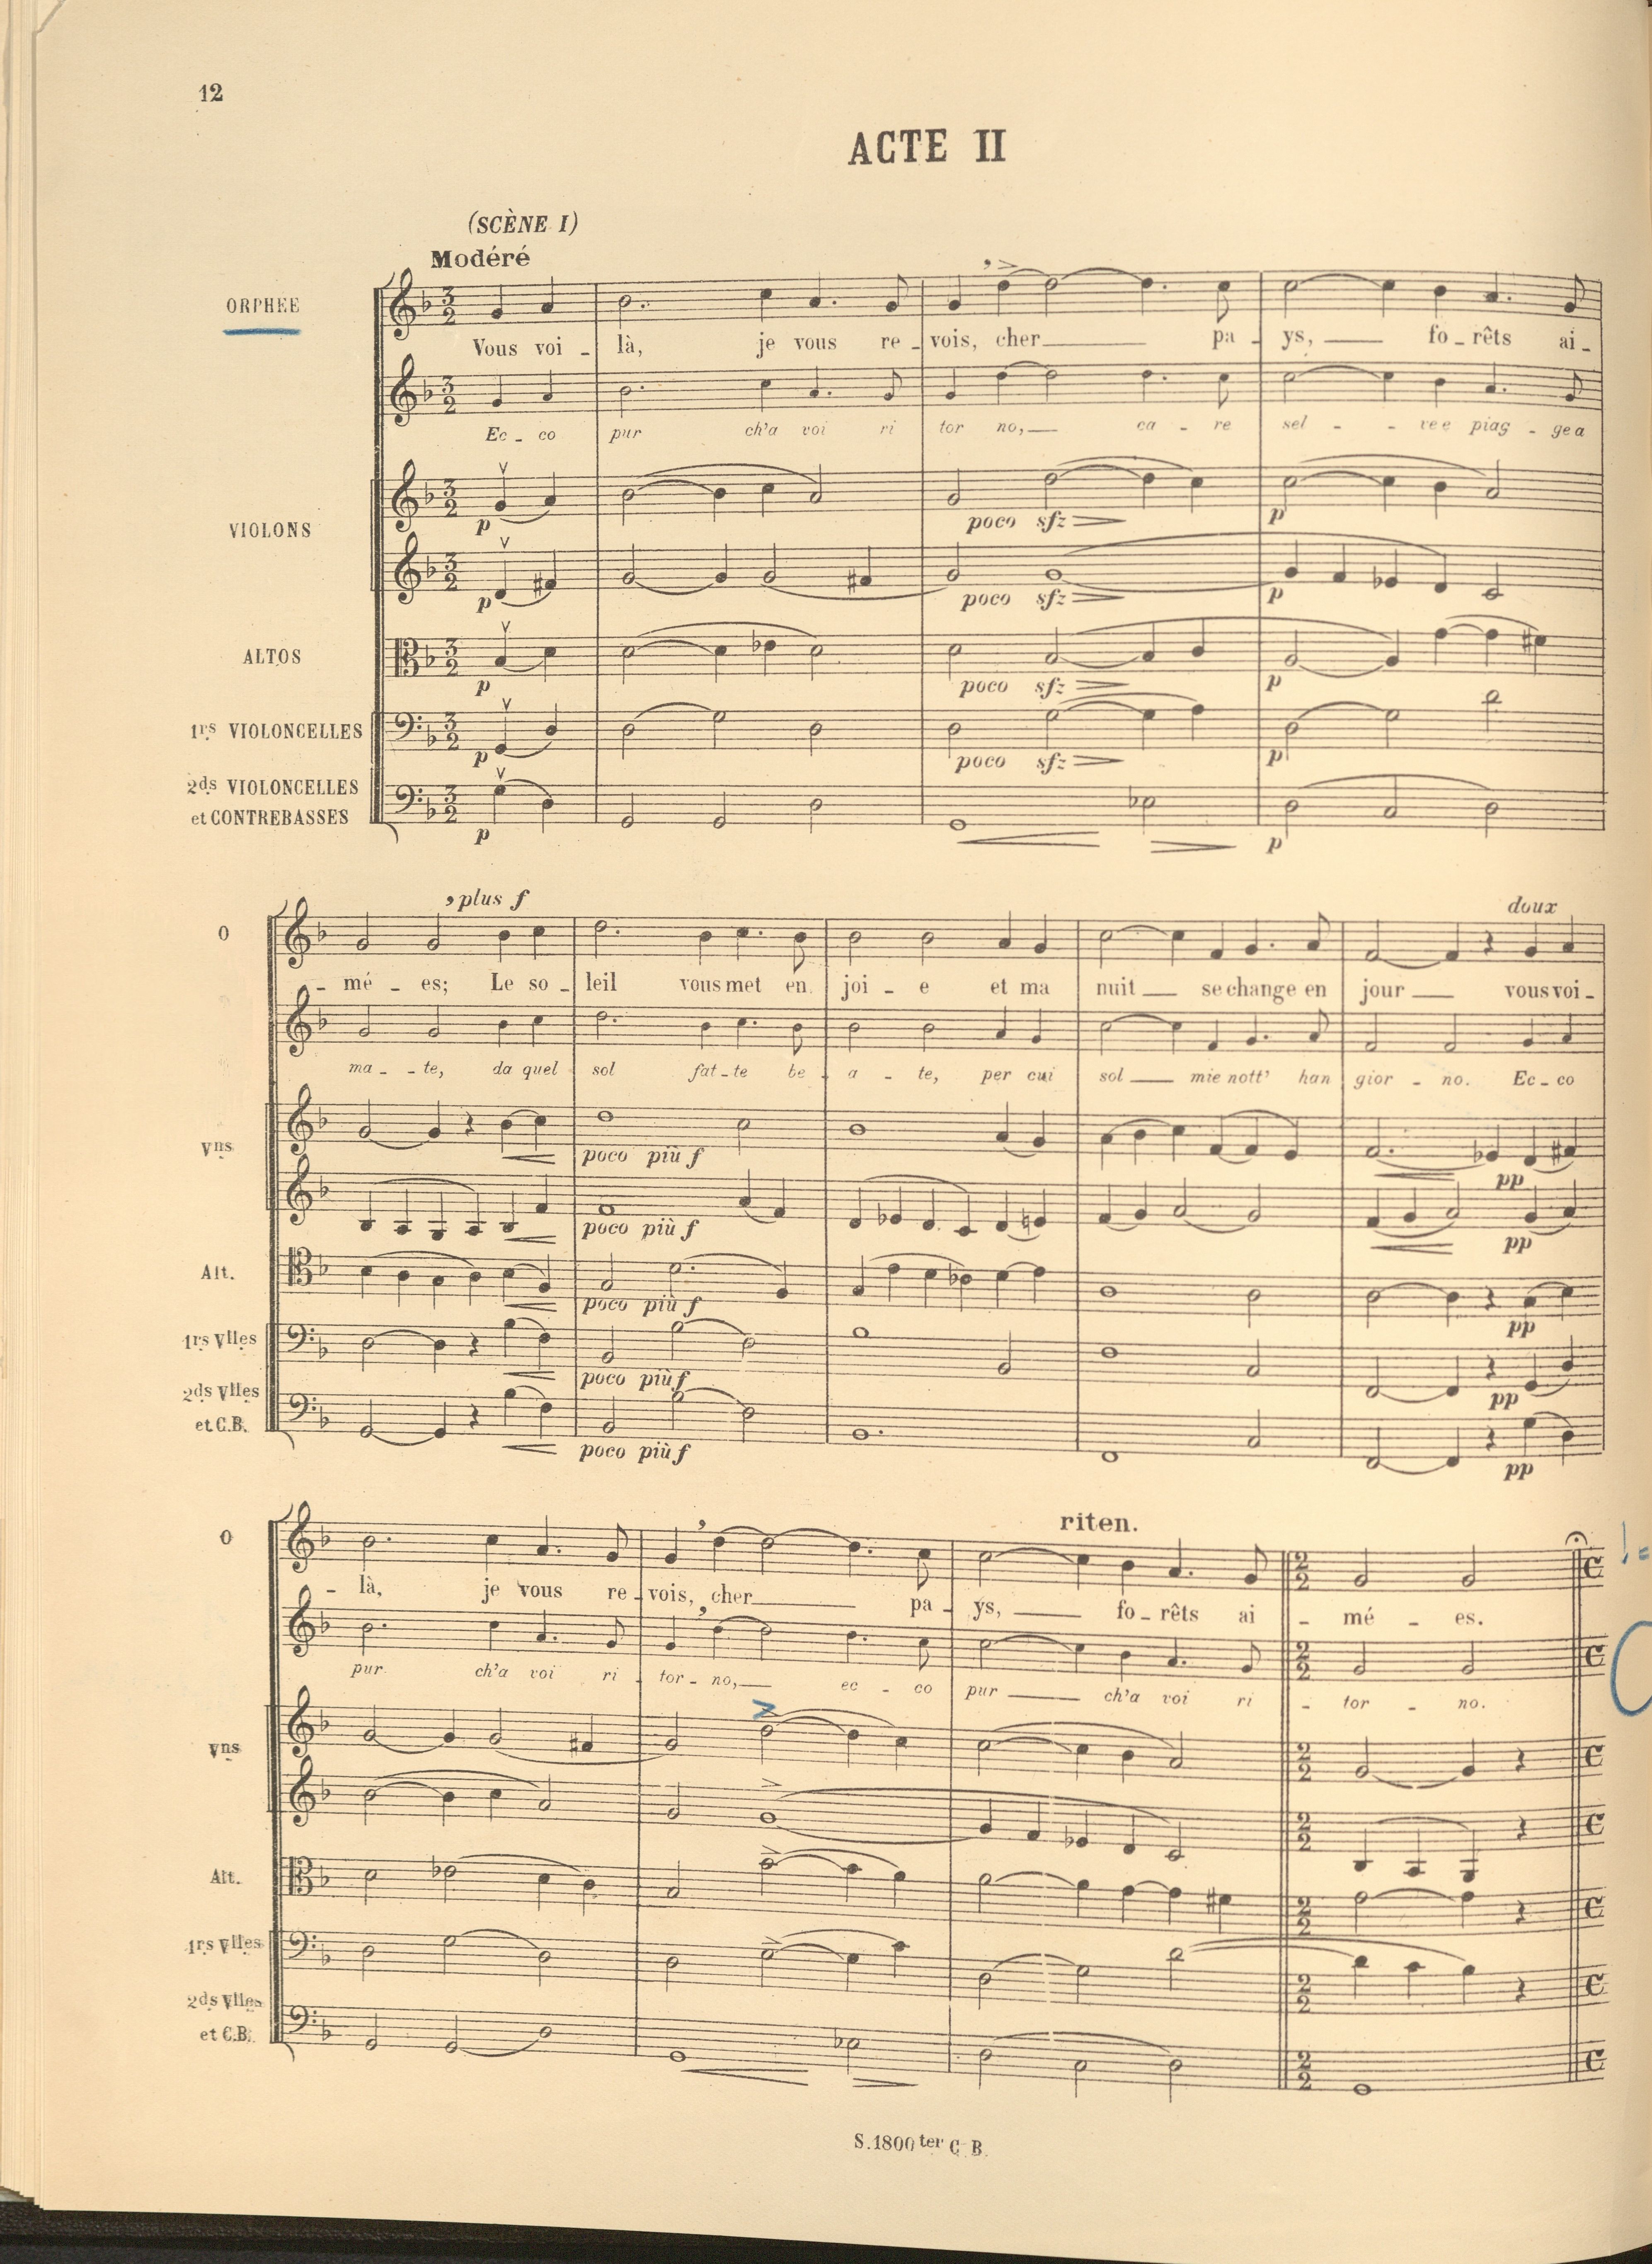 12
ACTE II
(SCÈNE I)
Modéré
ORPHEE
Vous voi - là, je vous re - vois, cher pa - ys, fo - rêts ai -
Ec - co pur ch'a voi ri tor no, ca - re sel - - ve e piag - ge a
VIOLONS
p poco sfz p
p poco sfz p
ALTOS
p poco sfz p
1rs VIOLONCELLES
p poco sfz p
2ds VIOLONCELLES
et CONTREBASSES
p p
, plus f doux
O
- mé - es; Le so - leil vous met en joi - e et ma nuit se change en jour vous voi -
ma - - te, da quel sol fat - te be - a - te, per cui sol mie nott' han gior - no. Ec - co
Vns
poco più f pp
poco più f pp
Alt.
poco più f pp
1rs Vlles
poco più f pp
2ds Vlles
et C.B.
poco più f pp
riten.
O
- là, je vous re - vois, cher pa - ys, fo - rêts ai - mé - es.
pur ch'a voi ri - tor - no, ec - co pur ch'a voi ri - tor - no.
Vns
Alt.
1rs Vlles
2ds Vlles
et C.B.
S. 1800 ter C. B.